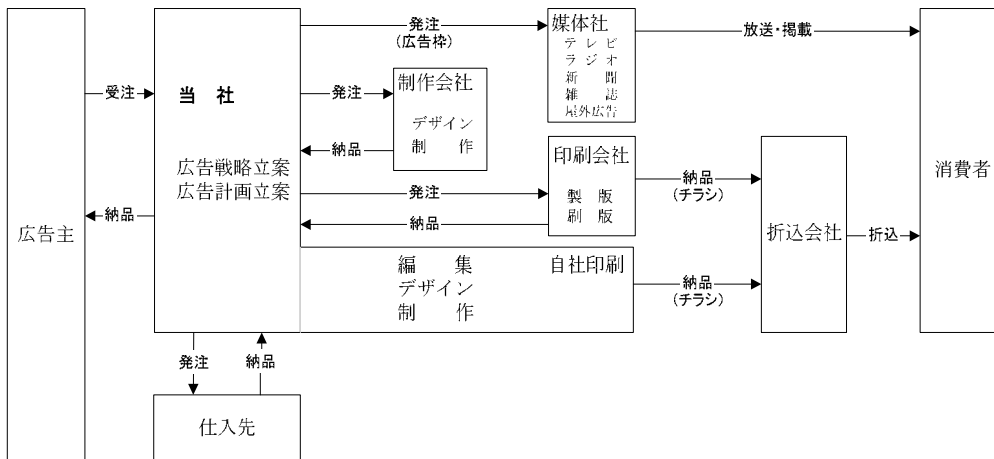 広告主
受注
納品
当 社
広告戦略立案
広告計画立案
発注
(広告枠)
媒体社
テ レ ビ
ラ ジ オ
新 聞
雑 誌
屋外広告
放送・掲載
発注
制作会社
デザイン
制 作
納品
発注
印刷会社
製 版
刷 版
納品
納品
(チラシ)
編 集
デザイン
制 作
自社印刷
納品
(チラシ)
折込会社
折込
消費者
発注
納品
仕入先